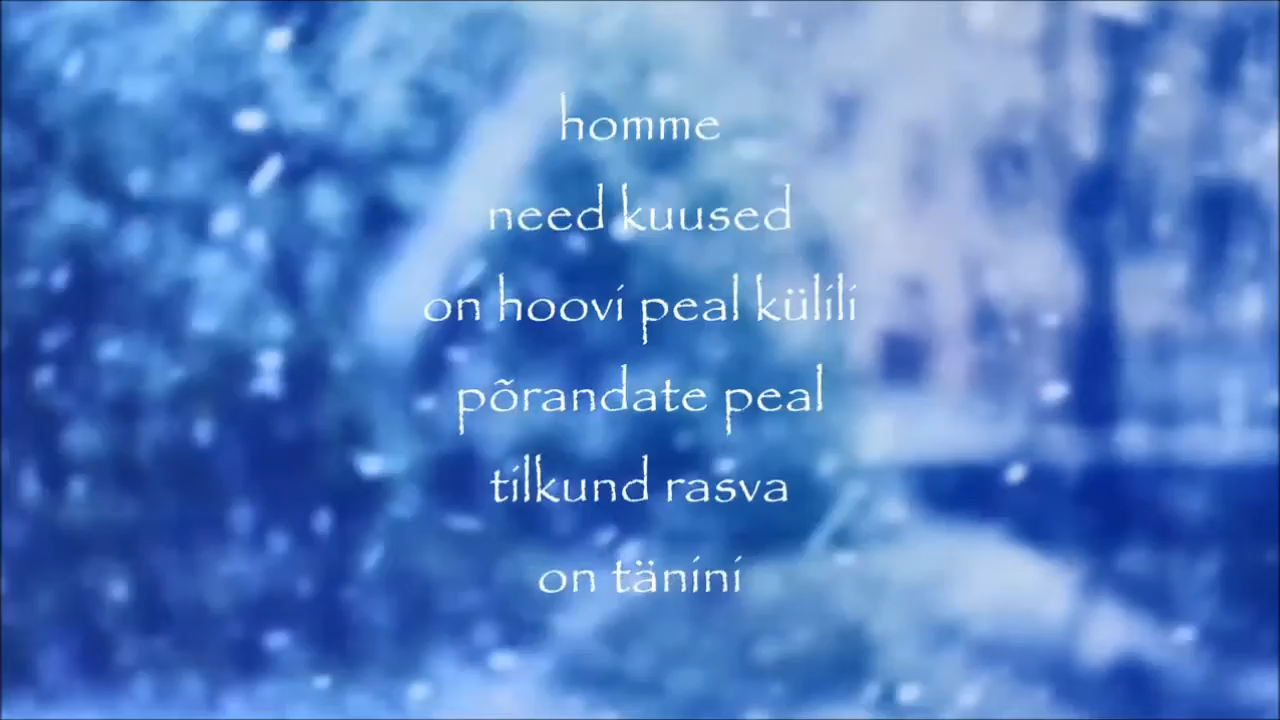 homme
need kuused
on hoovi peal külili
põrandate peal
tilkund rasva
on tänini